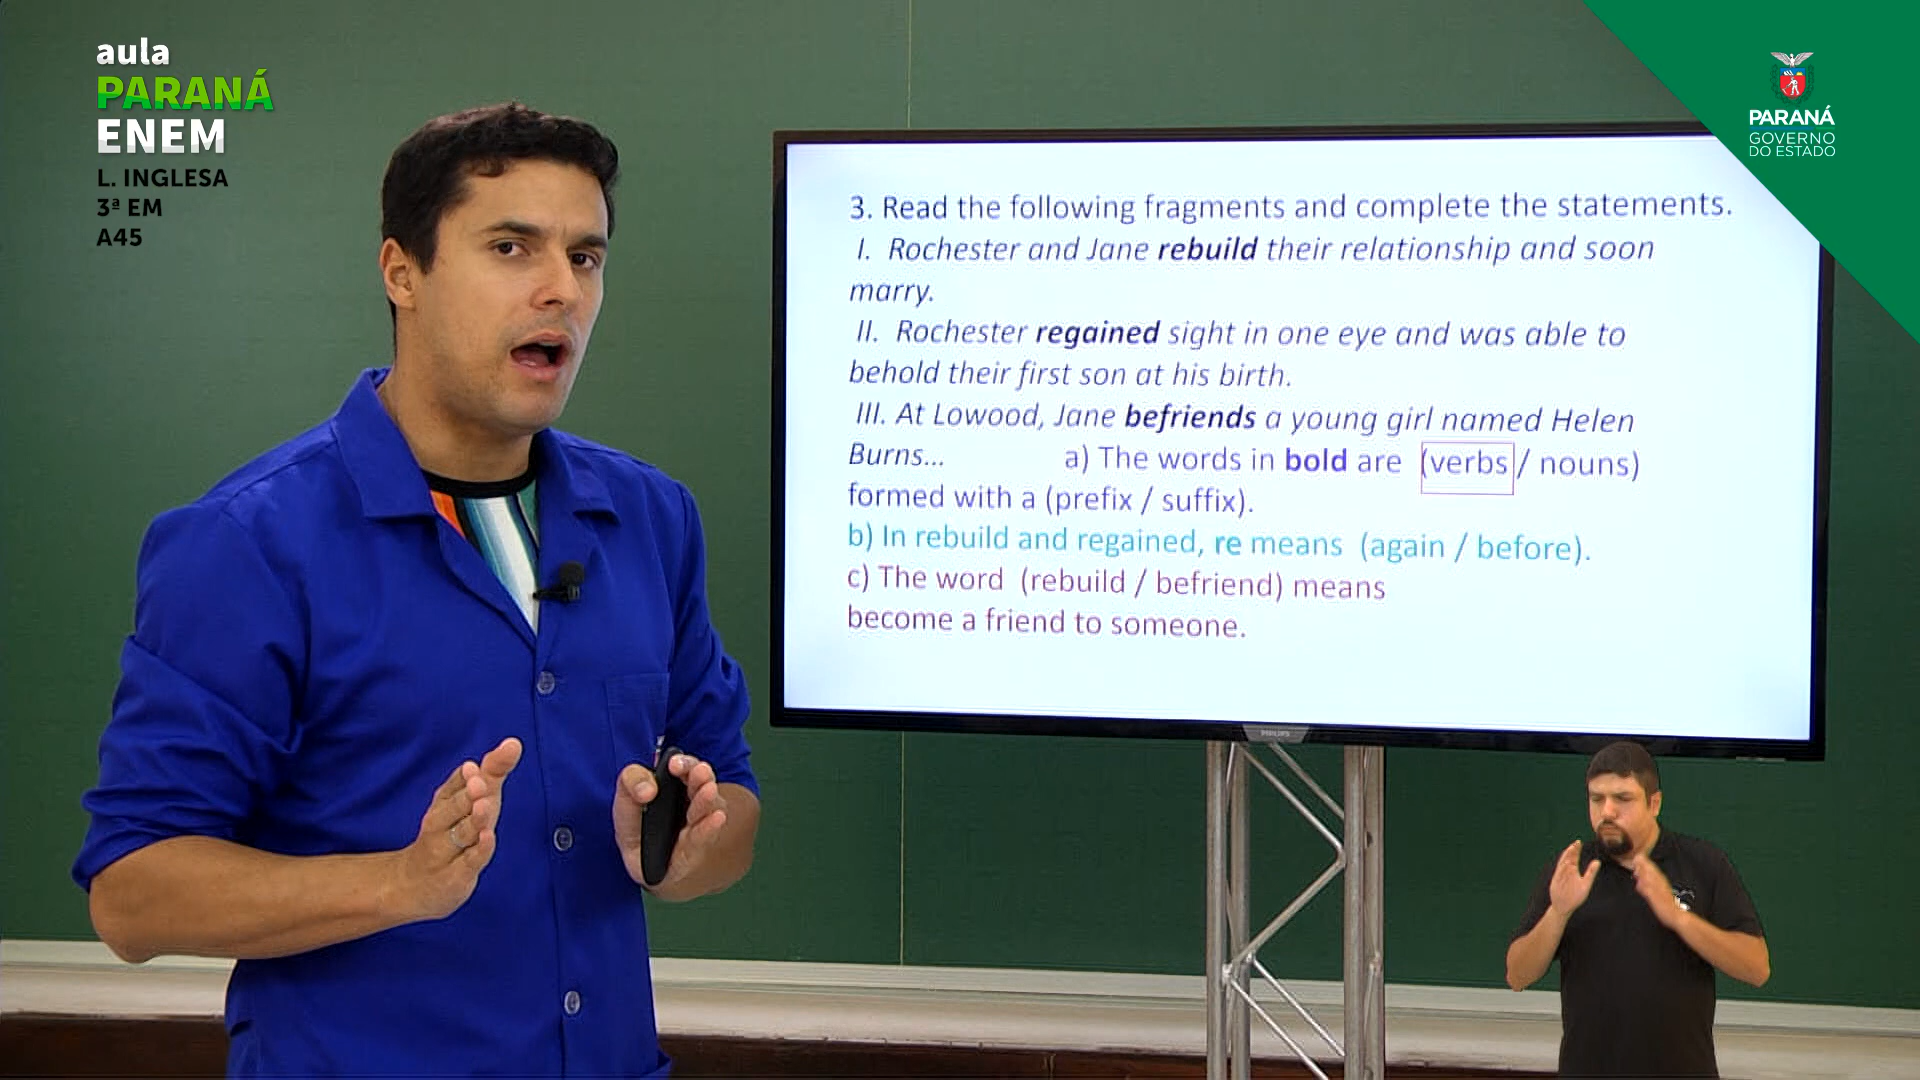 aula
PARANÁ
ENEM
L. INGLESA
3ª EM
A45
PARANÁ
GOVERNO
DO ESTADO
3. Read the following fragments and complete the statements.
I. Rochester and Jane rebuild their relationship and soon
marry.
II. Rochester regained sight in one eye and was able to
behold their first son at his birth.
III. At Lowood, Jane befriends a young girl named Helen
Burns... a) The words in bold are (verbs / nouns)
formed with a (prefix / suffix).
b) In rebuild and regained, re means (again / before).
c) The word (rebuild / befriend) means
become a friend to someone.
PHILIPS